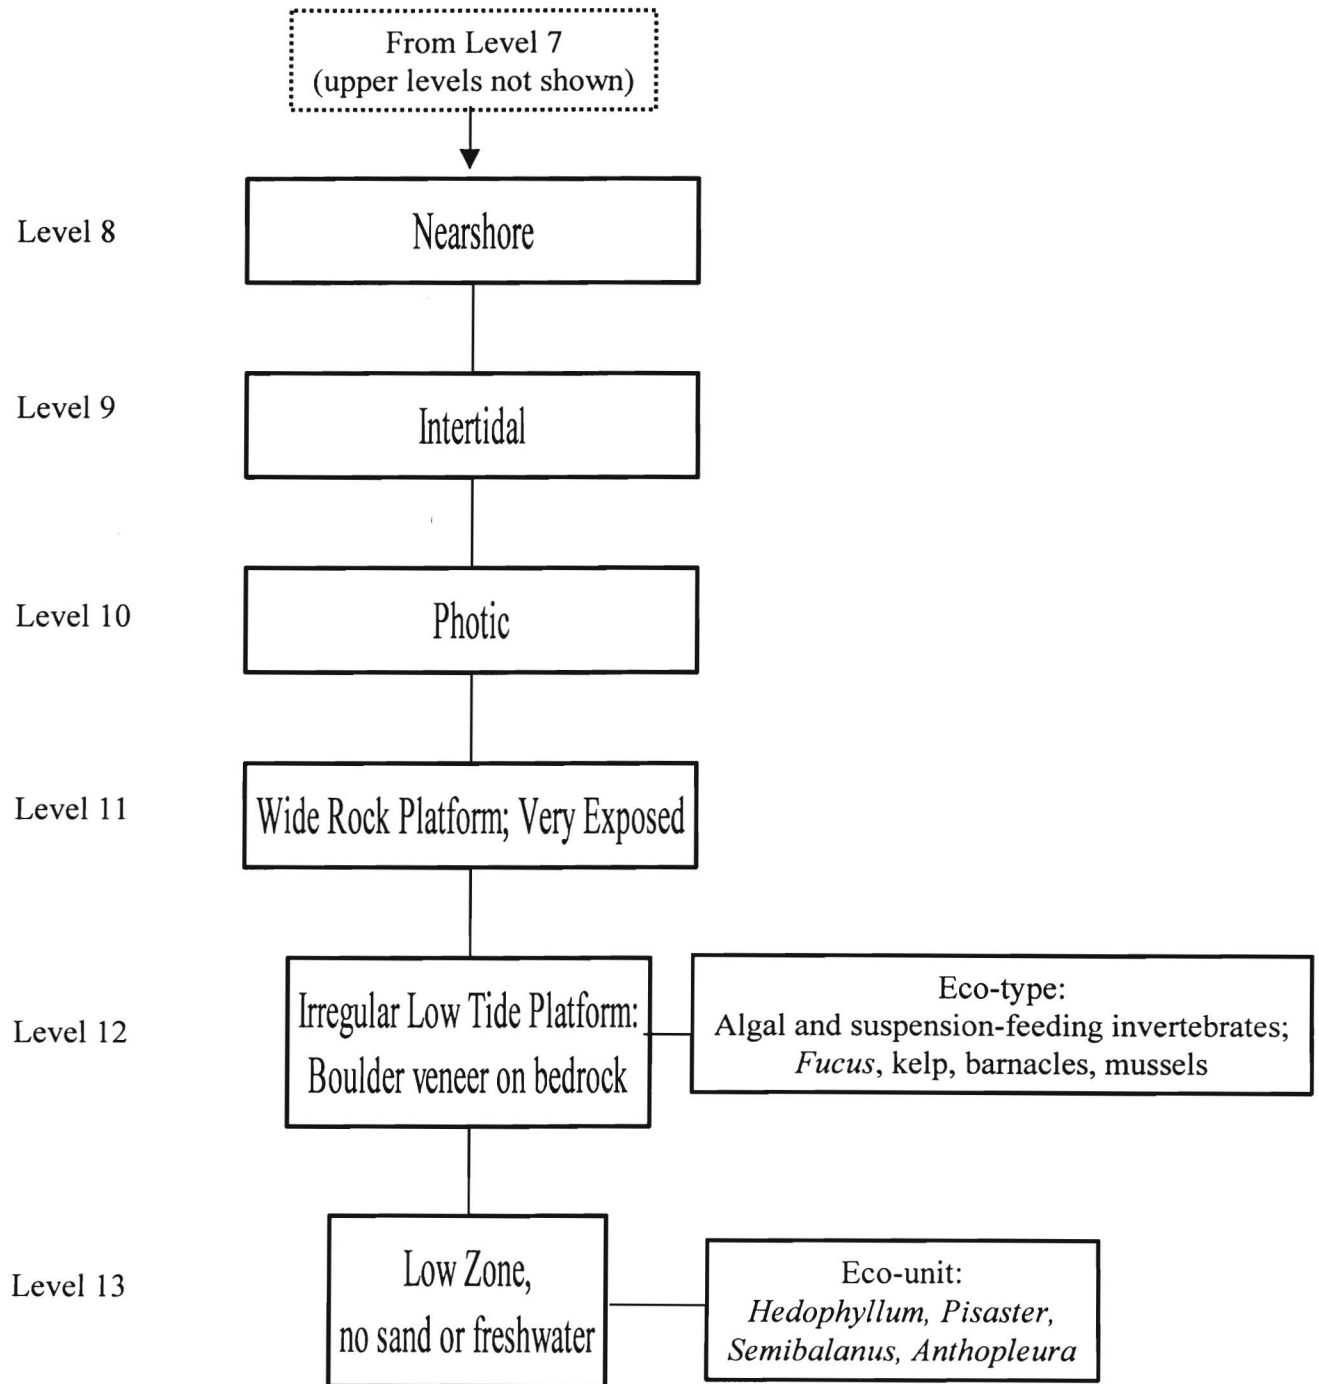 From Level 7
(upper levels not shown)
Level 8
Nearshore
Level 9
Intertidal
Level 10
Photic
Level 11
Wide Rock Platform; Very Exposed
Level 12
Irregular Low Tide Platform:
Boulder veneer on bedrock
Eco-type:
Algal and suspension-feeding invertebrates;
Fucus, kelp, barnacles, mussels
Level 13
Low Zone,
no sand or freshwater
Eco-unit:
Hedophyllum, Pisaster,
Semibalanus, Anthopleura